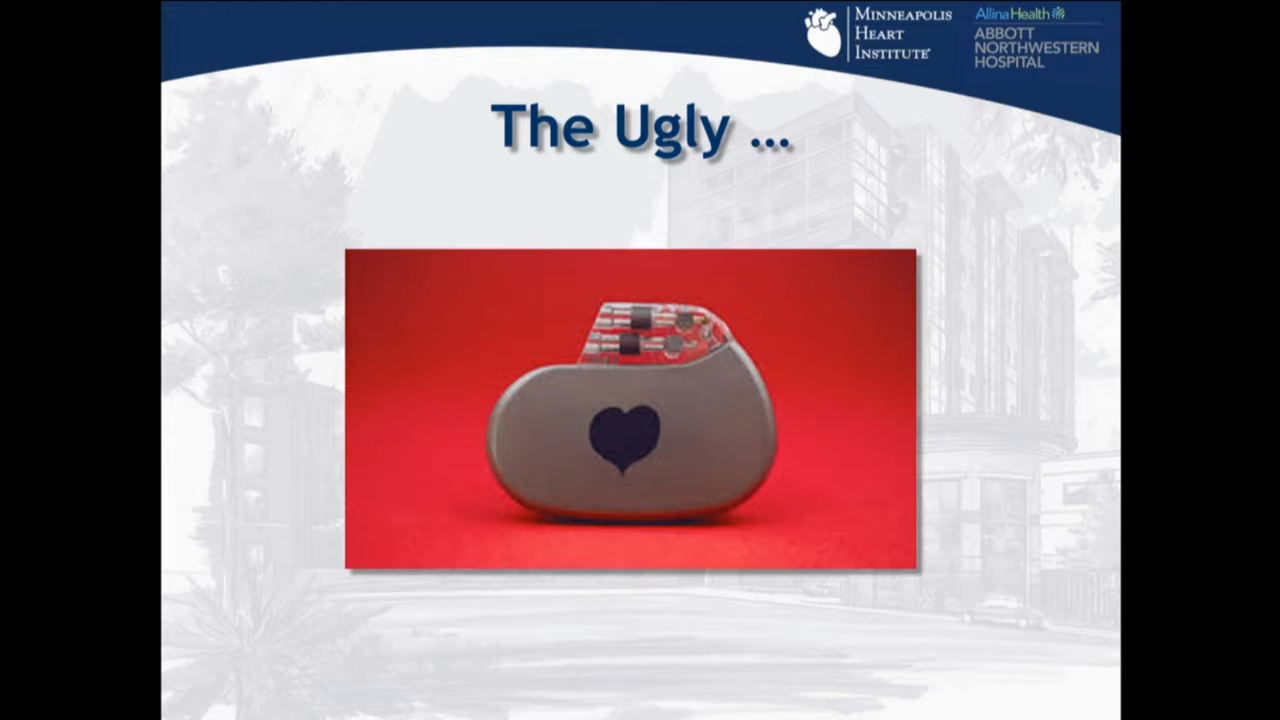 MINNEAPOLIS
HEART
INSTITUTE
AllinaHealth
ABBOTT
NORTHWESTERN
HOSPITAL
The Ugly ...